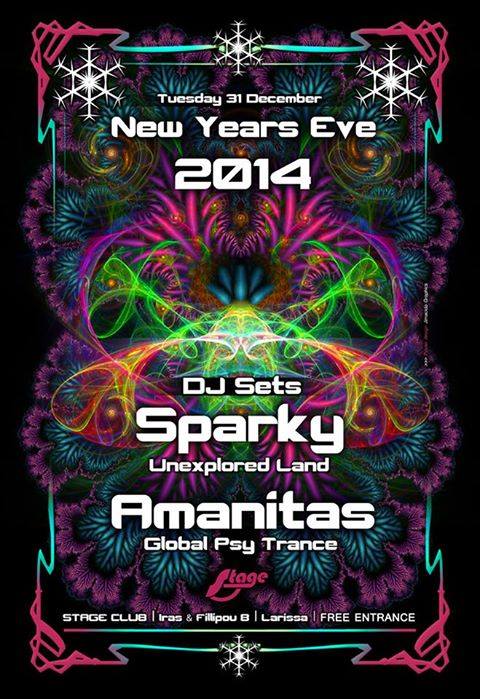 Tuesday 31 December
New Years Eve
2014
DJ Sets
Sparky
Unexplored Land
Amanitas
Global Psy Trance
Stage
STAGE CLUB | Iras & Fillipou 8 | Larissa | FREE ENTRANCE